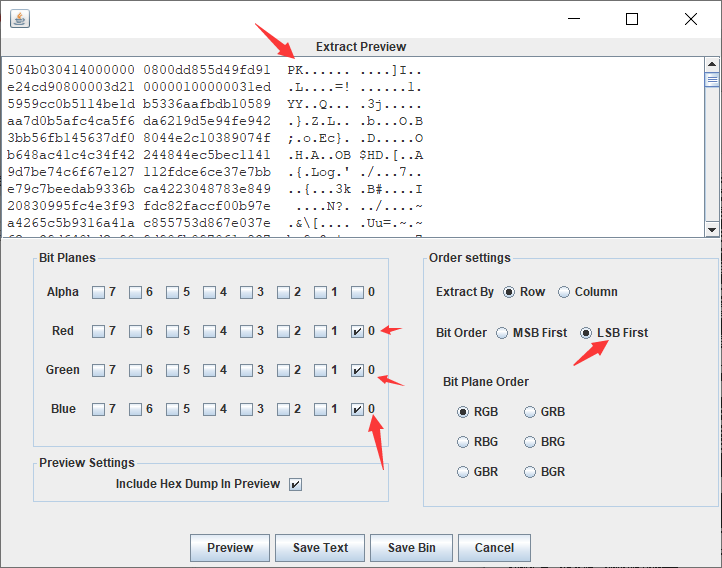 Extract Preview
504b030414000000 0800dd855d49fd91 PK...... ....]I..
e24cd90800003d21 00000100000031ed .L....=! ......1.
5959cc0b5114be1d b5336aafbdb10589 YY..Q... .3j.....
aa7d0b5afc4ca5f6 da6219d5e94fe942 .}.Z.L.. .b...O.B
3bb56fb145637df0 8044e2c10389074f ;.o.Ec}. .D.....O
b648ac41c4c34f42 244844ec5bec1141 .H.A..OB $HD.[..A
9d7be74c6f67e127 112fdce6ce37e7bb .{.Log.' ./...7..
e79c7beedab9336b ca4223048783e849 ..{...3k .B#....I
20830995fc4e3f93 fdc82faccf00b97e ....N?. ../....~
a4265c5b9316a41a c855753d867e037e .&\[.... .Uu=.~.~
Bit Planes
Alpha 7 6 5 4 3 2 1 0
Red 7 6 5 4 3 2 1 0
Green 7 6 5 4 3 2 1 0
Blue 7 6 5 4 3 2 1 0
Preview Settings
Include Hex Dump In Preview
Order settings
Extract By Row Column
Bit Order MSB First LSB First
Bit Plane Order
RGB GRB
RBG BRG
GBR BGR
Preview Save Text Save Bin Cancel